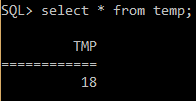 SQL> select * from temp;
TMP
============
18